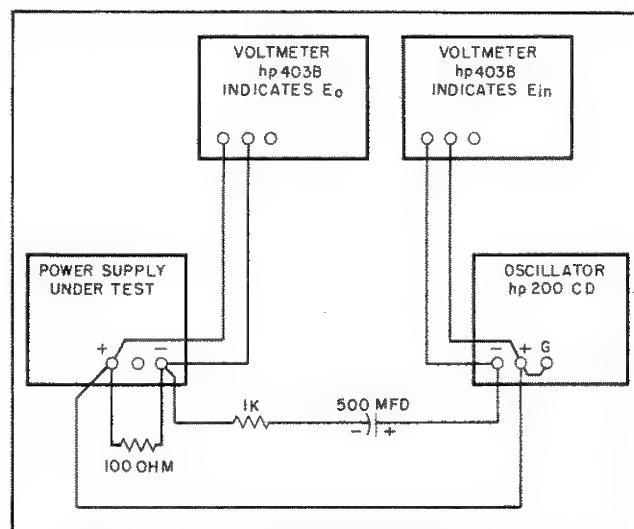 VOLTMETER
hp 403B
INDICATES Eo
VOLTMETER
hp 403B
INDICATES Ein
POWER SUPPLY
UNDER TEST
+ -
OSCILLATOR
hp 200 CD
- + G
1K
500 MFD
- +
100 OHM